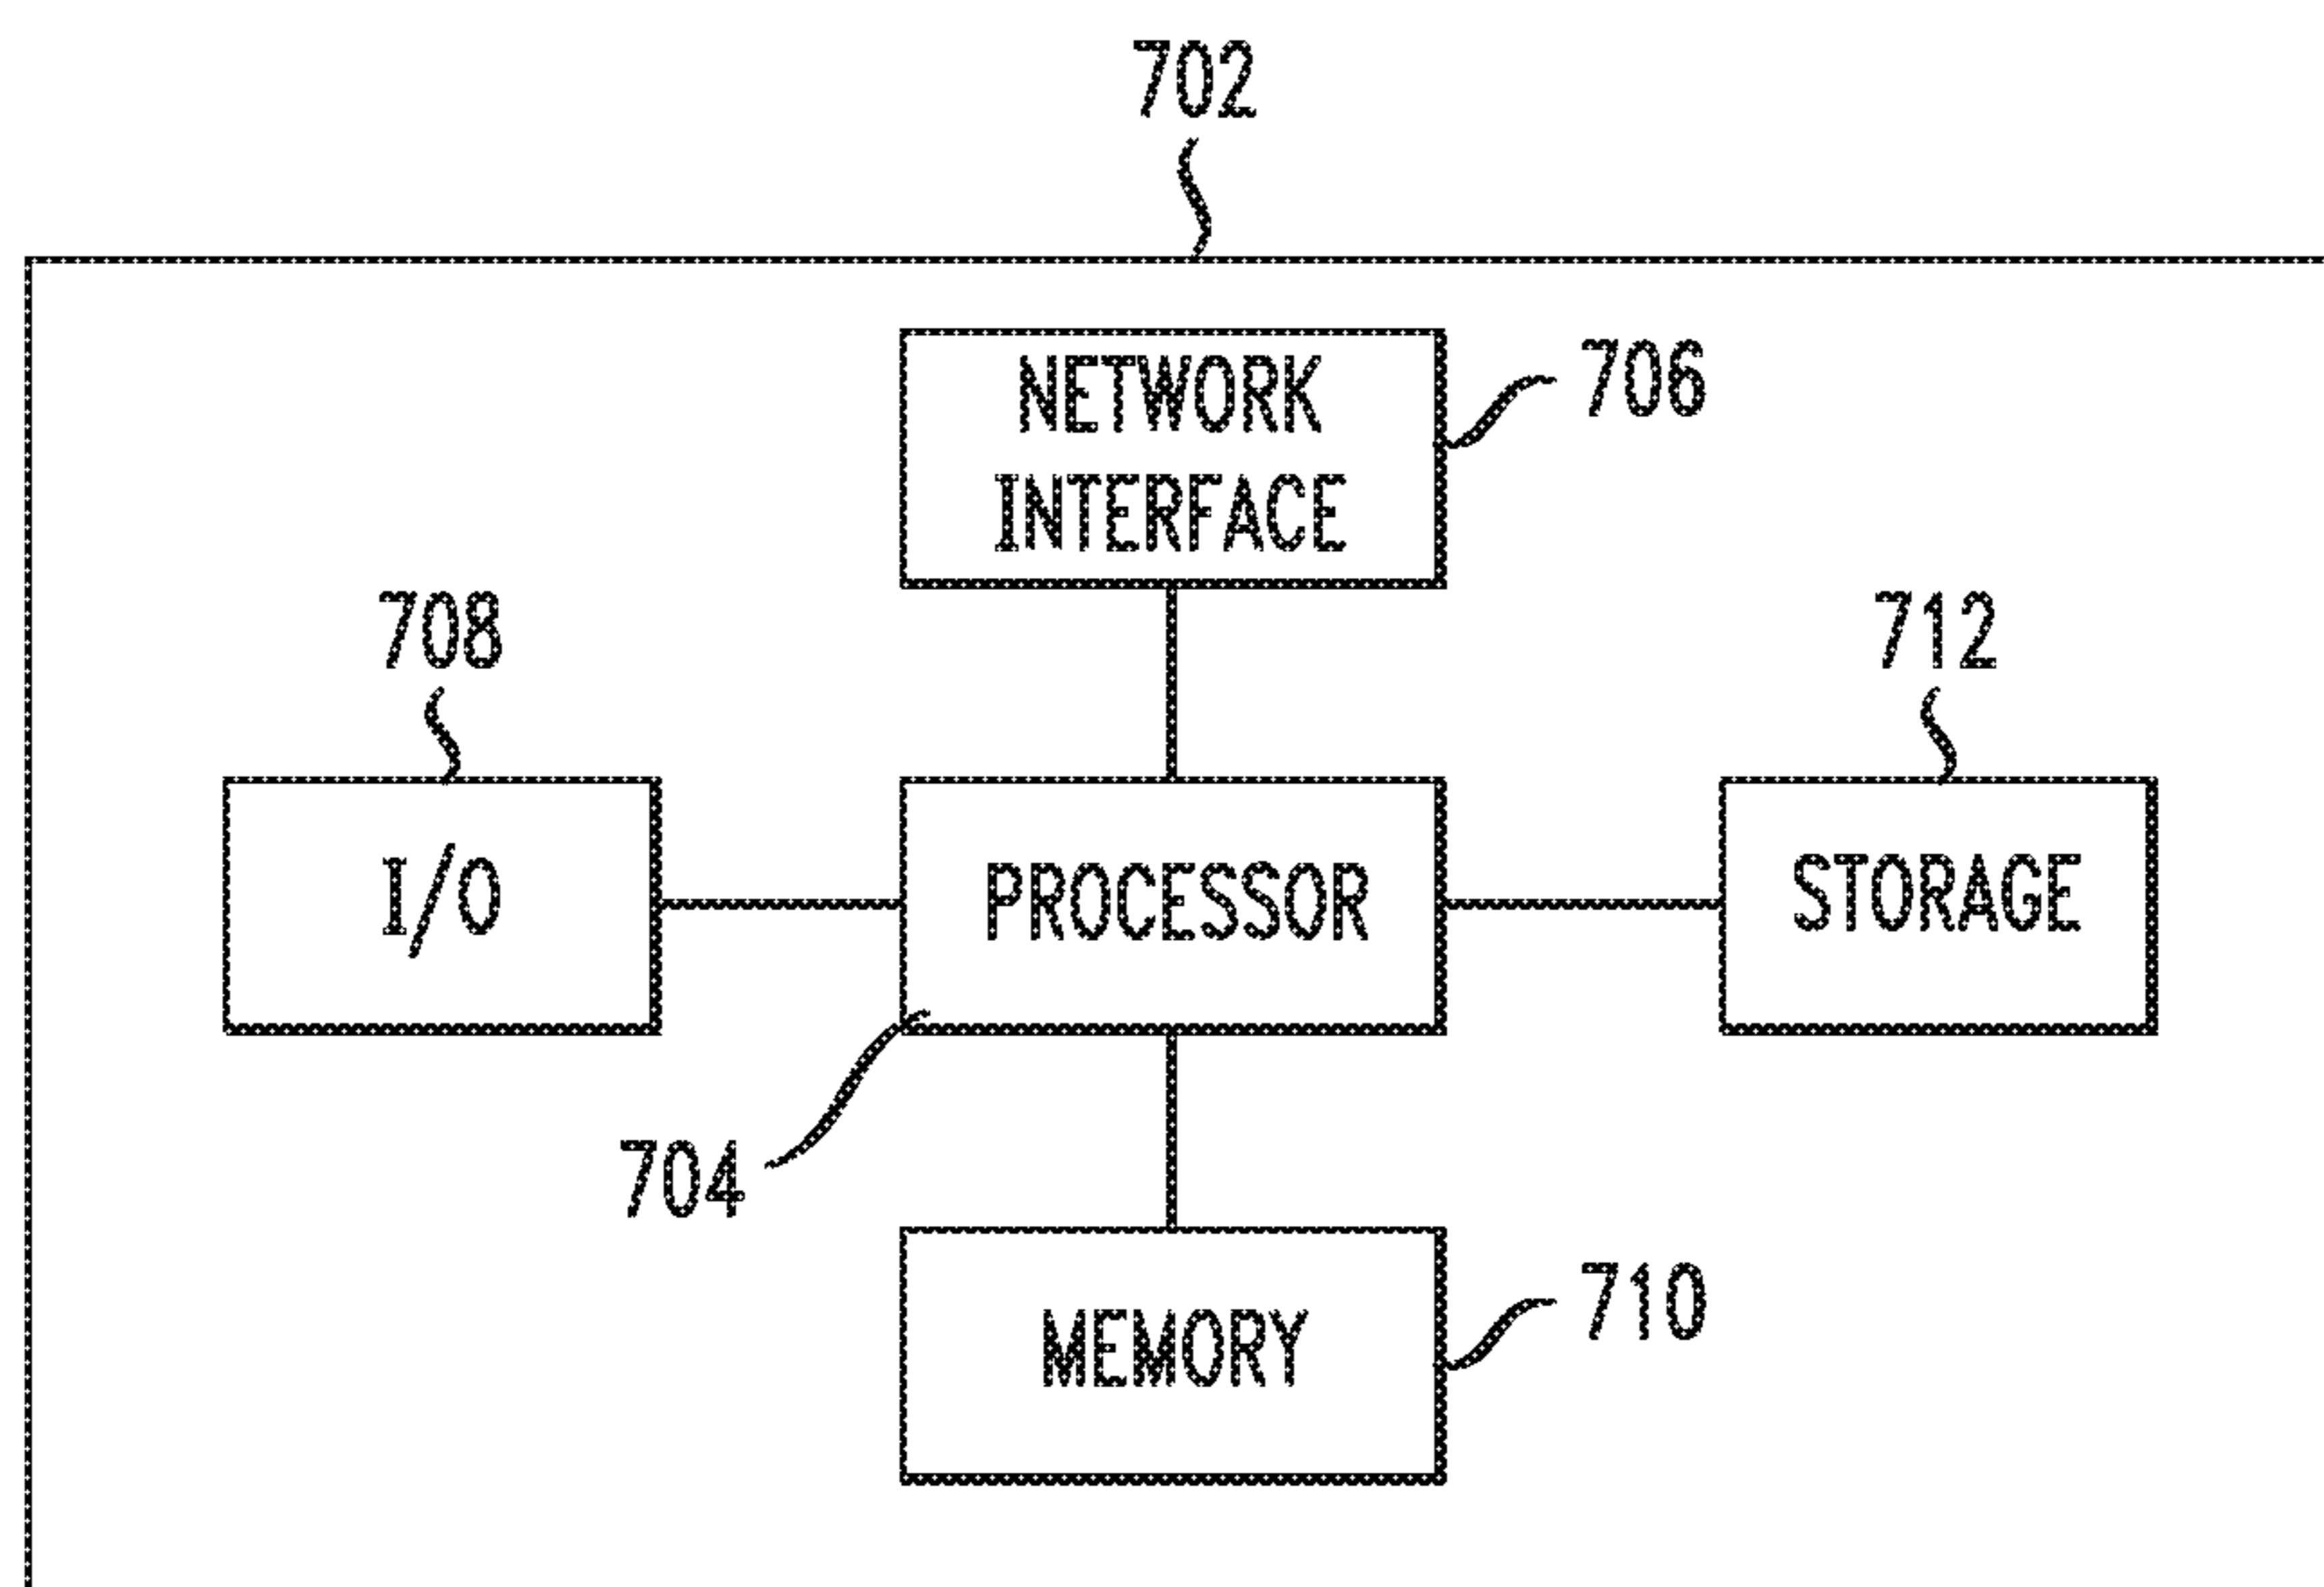 702
NETWORK
INTERFACE
706
708
712
I/O
PROCESSOR
STORAGE
704
MEMORY
710